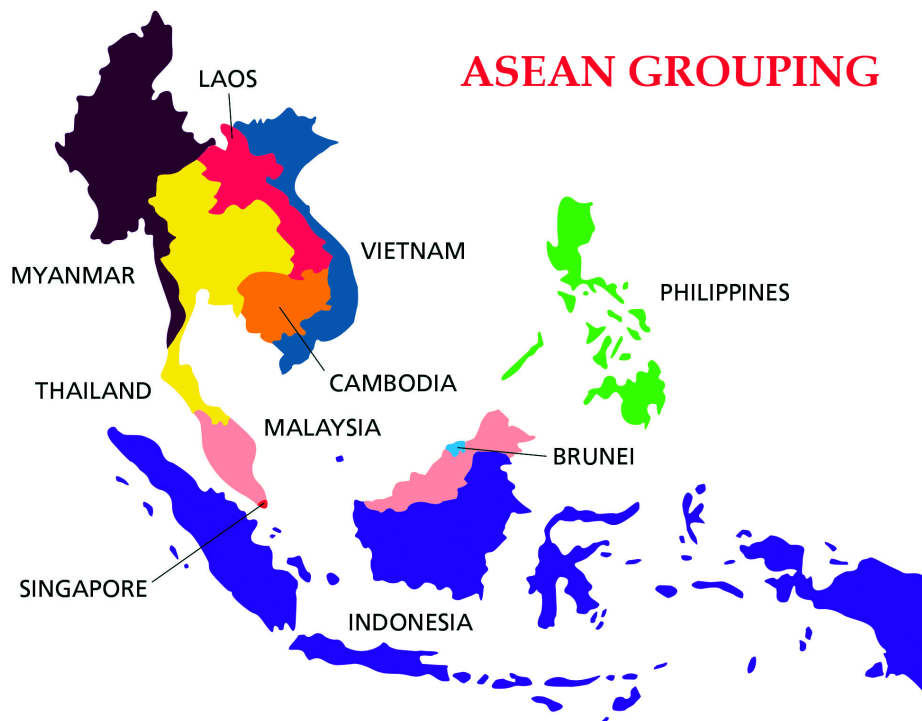 ASEAN GROUPING
LAOS
VIETNAM
MYANMAR
PHILIPPINES
CAMBODIA
THAILAND
MALAYSIA
BRUNEI
SINGAPORE
INDONESIA